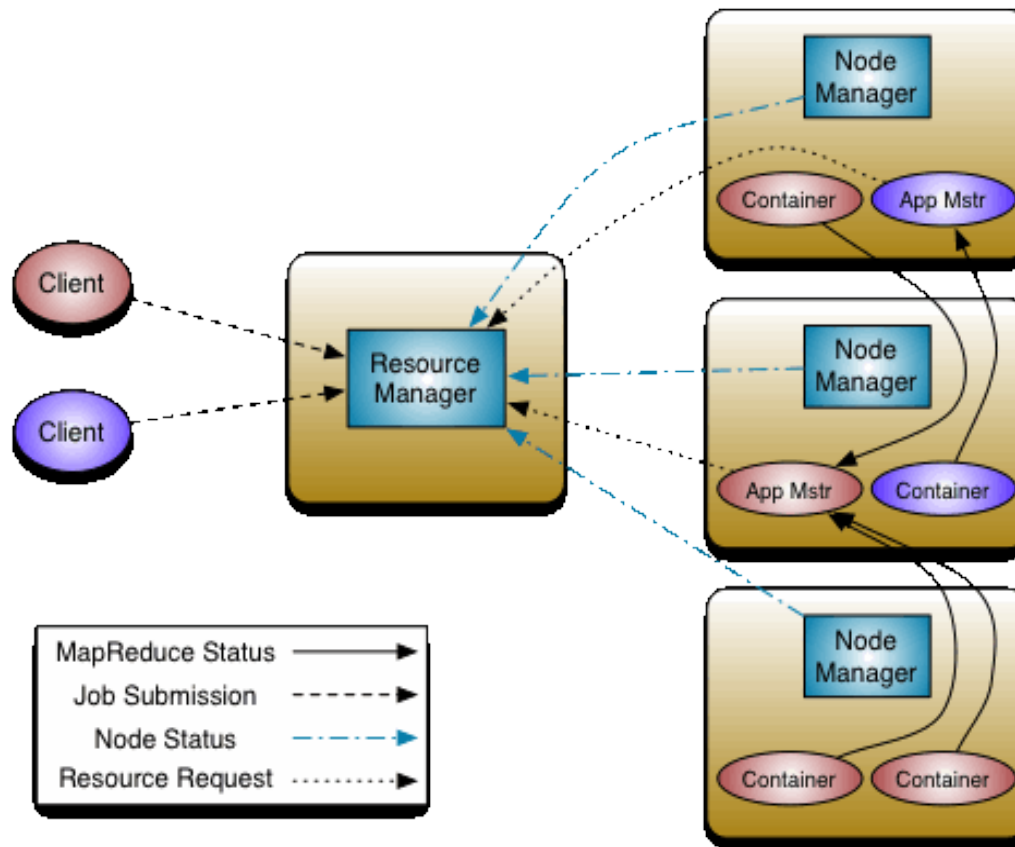 Client
Client
Resource
Manager
Node
Manager
Container
App Mstr
Node
Manager
App Mstr
Container
Node
Manager
Container
Container
MapReduce Status
Job Submission
Node Status
Resource Request